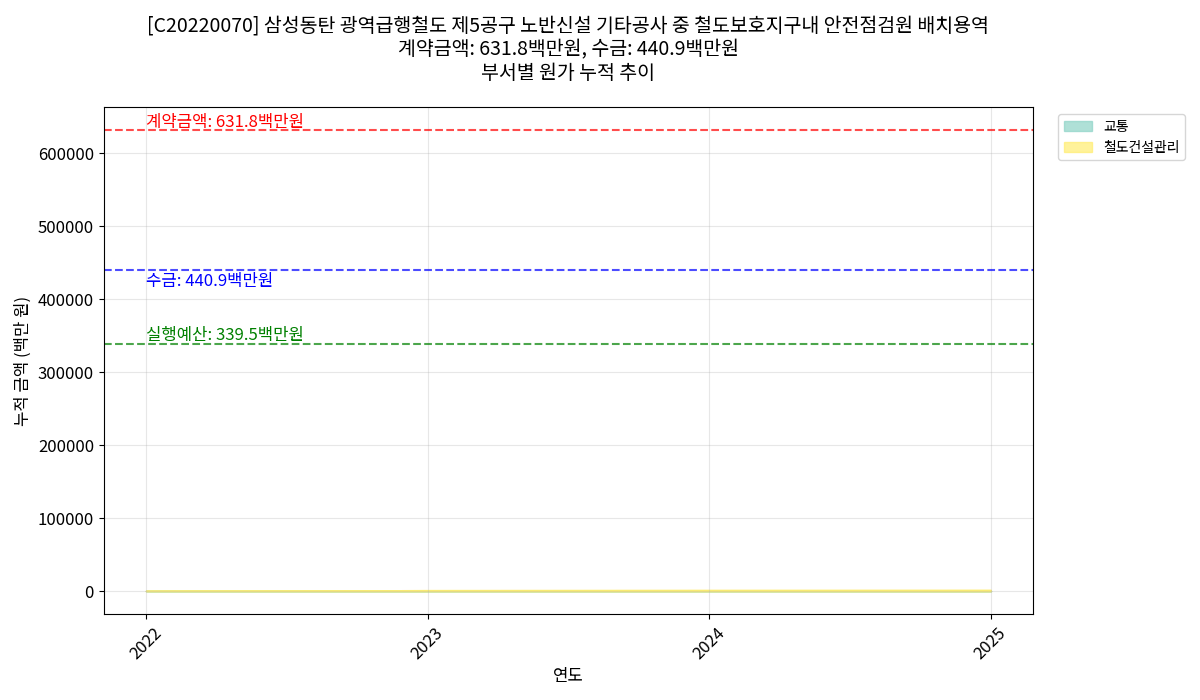 [C20220070] 삼성동탄 광역급행철도 제5공구 노반신설 기타공사 중 철도보호지구내 안전점검원 배치용역
계약금액: 631.8백만원, 수금: 440.9백만원
부서별 원가 누적 추이
계약금액: 631.8백만원
수금: 440.9백만원
실행예산: 339.5백만원
교통
철도건설관리
누적 금액 (백만 원)
600000
500000
400000
300000
200000
100000
0
2022
2023
2024
2025
연도